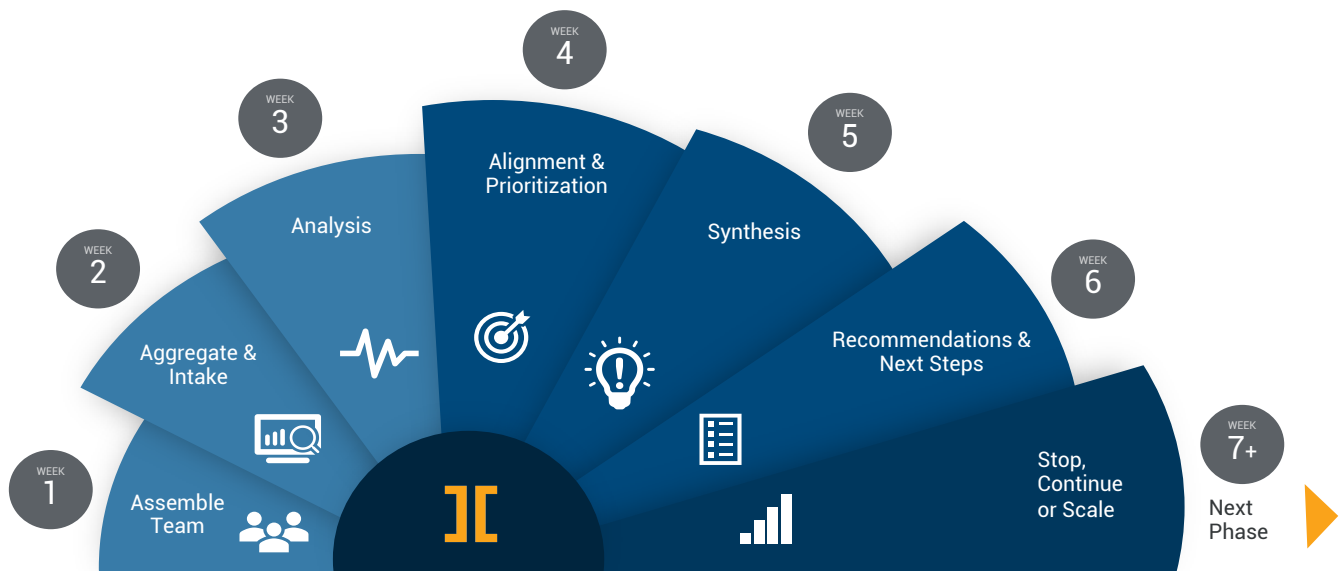 WEEK
1
Assemble
Team
WEEK
2
Aggregate &
Intake
WEEK
3
Analysis
WEEK
4
Alignment &
Prioritization
WEEK
5
Synthesis
WEEK
6
Recommendations &
Next Steps
WEEK
7+
Next
Phase
Stop,
Continue
or Scale